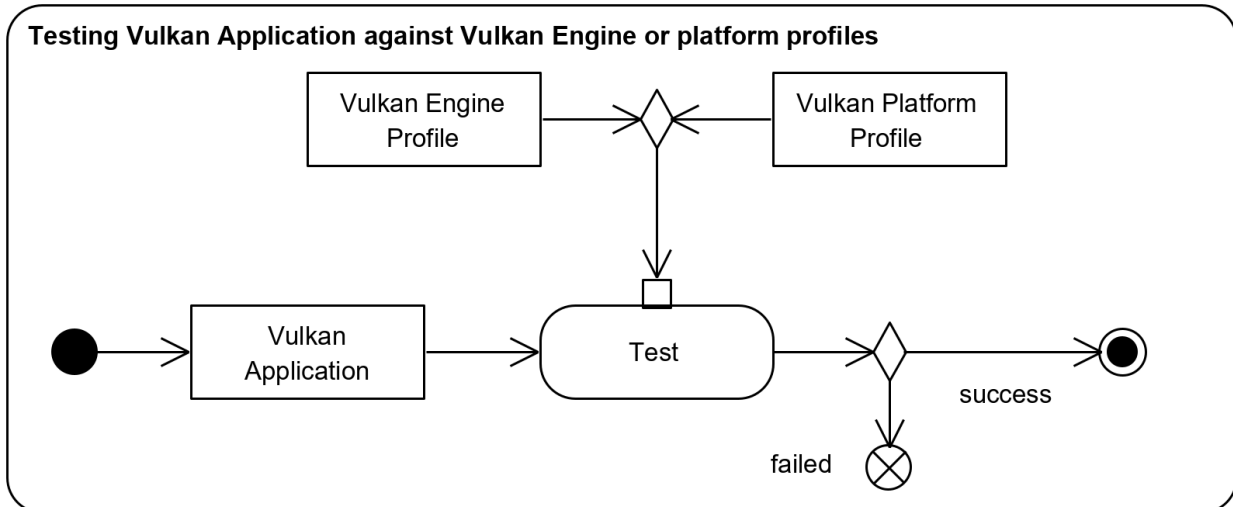 Testing Vulkan Application against Vulkan Engine or platform profiles
Vulkan Engine
Profile
Vulkan Platform
Profile
Vulkan
Application
Test
success
failed